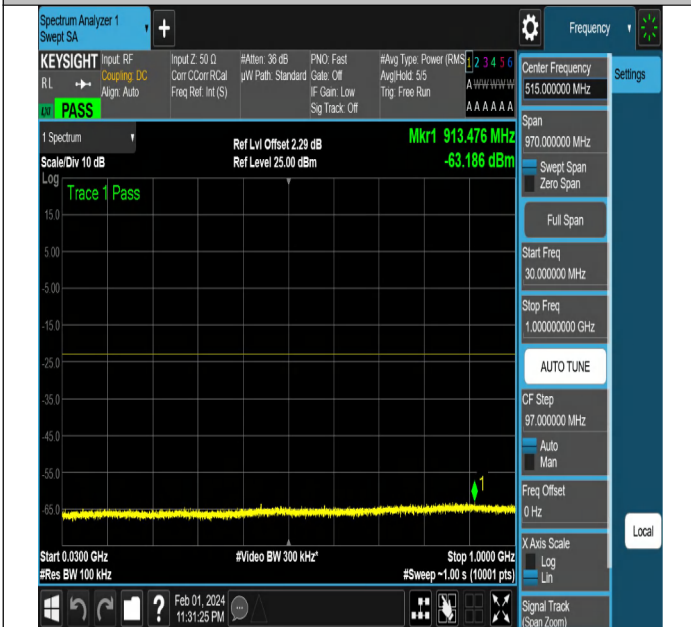 Spectrum Analyzer 1
Swept SA
+
Frequency
KEYSIGHT
RL
LXI PASS
Input: RF
Coupling: DC
Align: Auto
Input Z: 50 Ω
Corr CCorr RCal
Freq Ref: Int (S)
#Atten: 36 dB
µW Path: Standard
PNO: Fast
Gate: Off
IF Gain: Low
Sig Track: Off
#Avg Type: Power (RMS
Avg|Hold: 5/5
Trig: Free Run
1 2 3 4 5 6
A W W W W W
A A A A A A
1 Spectrum
Scale/Div 10 dB
Log
Ref Lvl Offset 2.29 dB
Ref Level 25.00 dBm
Mkr1 913.476 MHz
-63.186 dBm
Trace 1 Pass
15.0
5.00
-5.00
-15.0
-25.0
-35.0
-45.0
-55.0
-65.0
1
Start 0.0300 GHz
#Res BW 100 kHz
#Video BW 300 kHz*
Stop 1.0000 GHz
#Sweep ~1.00 s (10001 pts)
?
Feb 01, 2024
11:31:25 PM
Center Frequency
515.000000 MHz
Settings
Span
970.000000 MHz
Swept Span
Zero Span
Full Span
Start Freq
30.000000 MHz
Stop Freq
1.000000000 GHz
AUTO TUNE
CF Step
97.000000 MHz
Auto
Man
Freq Offset
0 Hz
X Axis Scale
Log
Lin
Signal Track
(Span Zoom)
Local